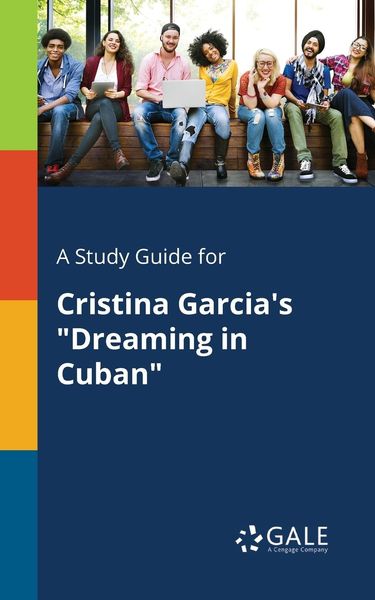 A Study Guide for
Cristina Garcia's
"Dreaming in
Cuban"
GALE
A Cengage Company